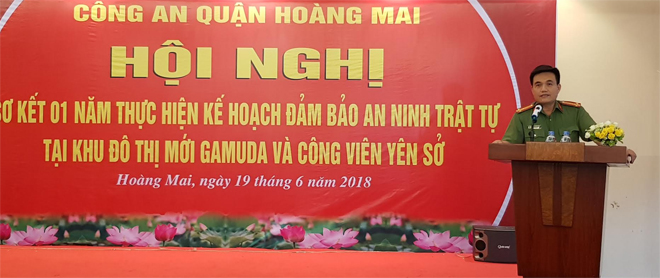 CÔNG AN QUẬN HOÀNG MAI
HỘI NGHỊ
SƠ KẾT 01 NĂM THỰC HIỆN KẾ HOẠCH ĐẢM BẢO AN NINH TRẬT TỰ
TẠI KHU ĐÔ THỊ MỚI GAMUDA VÀ CÔNG VIÊN YÊN SỞ
Hoàng Mai, ngày 19 tháng 6 năm 2018